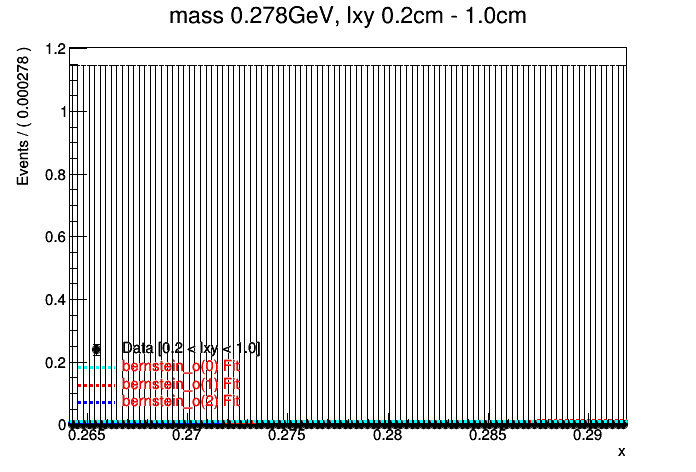 mass 0.278GeV, lxy 0.2cm - 1.0cm
Events / ( 0.000278 )
1.2
1
0.8
0.6
0.4
0.2
0
Data [0.2 < lxy < 1.0]
bernstein_o(0) Fit
bernstein_o(1) Fit
bernstein_o(2) Fit
0.265 0.27 0.275 0.28 0.285 0.29
x